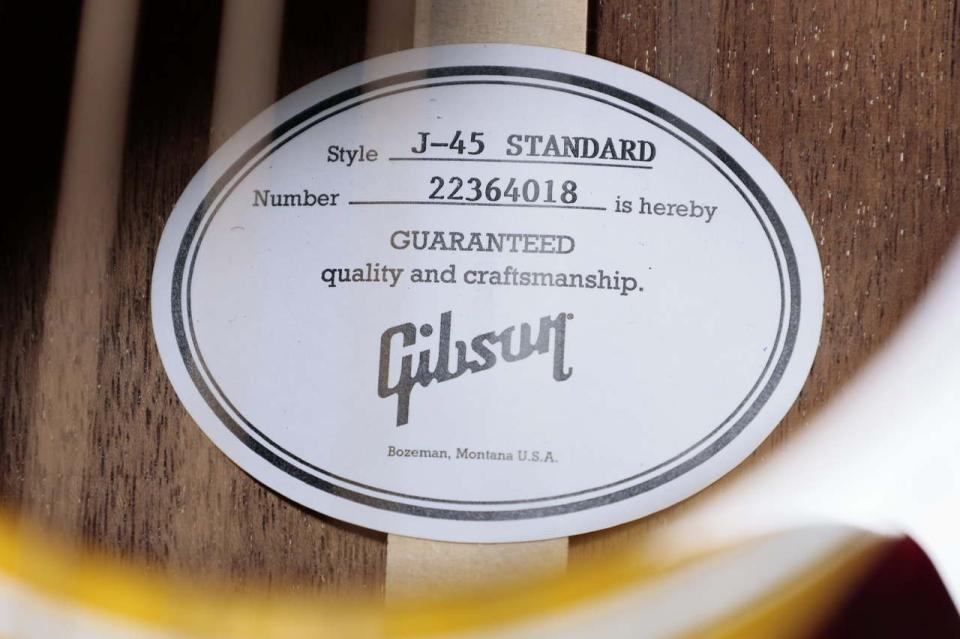 Style J-45 STANDARD
Number 22364018 is hereby
GUARANTEED
quality and craftsmanship.
Gibson
Bozeman, Montana U.S.A.